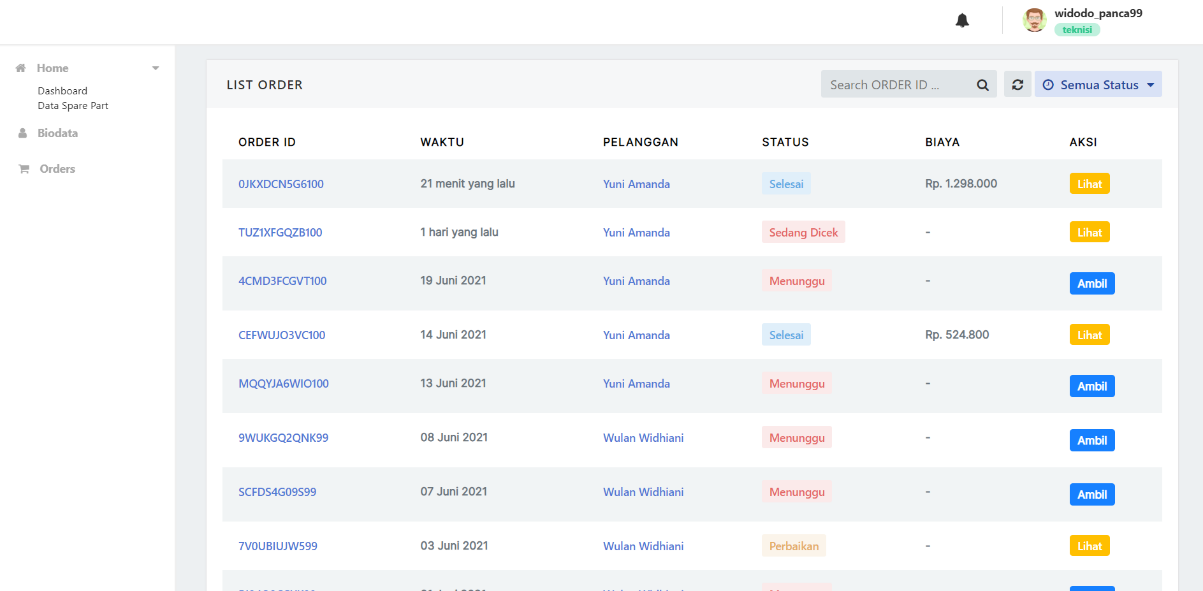 widodo_panca99
teknisi
Home
Dashboard
Data Spare Part
Biodata
Orders
LIST ORDER
Search ORDER ID ...
Semua Status
ORDER ID WAKTU PELANGGAN STATUS BIAYA AKSI
0JKXDCN5G6100 21 menit yang lalu Yuni Amanda Selesai Rp. 1.298.000 Lihat
TUZ1XFGQZB100 1 hari yang lalu Yuni Amanda Sedang Dicek - Lihat
4CMD3FCGVT100 19 Juni 2021 Yuni Amanda Menunggu - Ambil
CEFWUJO3VC100 14 Juni 2021 Yuni Amanda Selesai Rp. 524.800 Lihat
MQQYJA6WIO100 13 Juni 2021 Yuni Amanda Menunggu - Ambil
9WUKGQ2QNK99 08 Juni 2021 Wulan Widhiani Menunggu - Ambil
SCFDS4G09S99 07 Juni 2021 Wulan Widhiani Menunggu - Ambil
7V0UBIUJW599 03 Juni 2021 Wulan Widhiani Perbaikan - Lihat